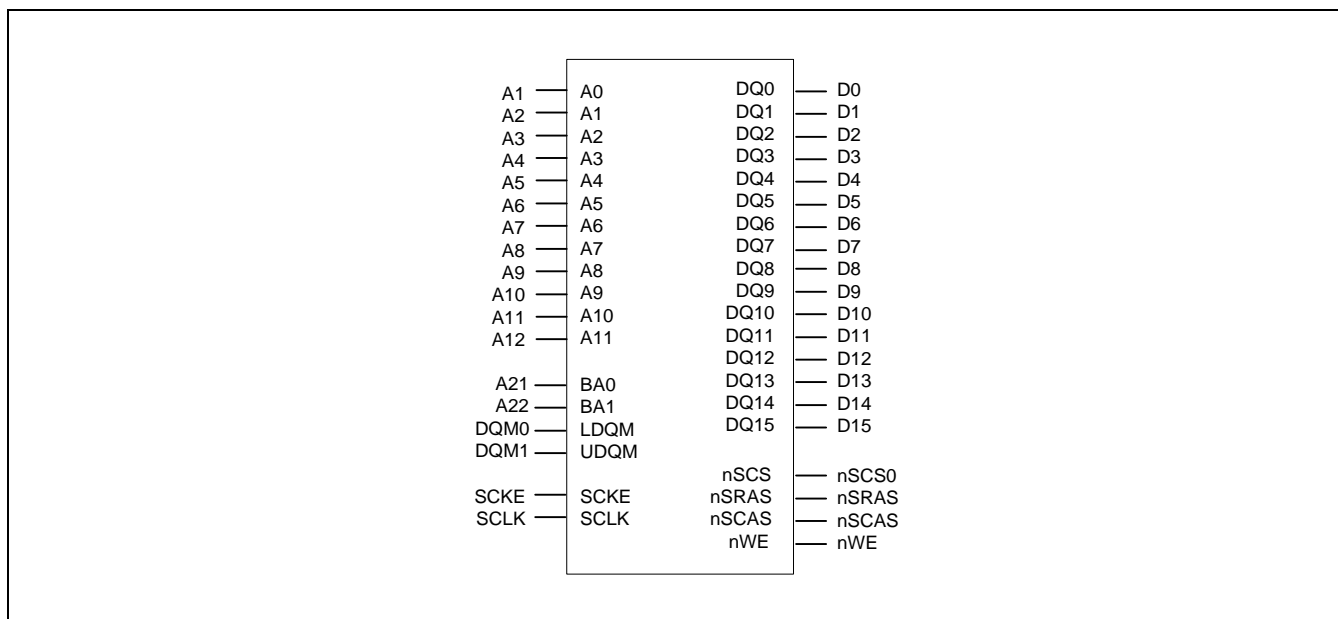 A1 A0 DQ0 D0
A2 A1 DQ1 D1
A3 A2 DQ2 D2
A4 A3 DQ3 D3
A5 A4 DQ4 D4
A6 A5 DQ5 D5
A7 A6 DQ6 D6
A8 A7 DQ7 D7
A9 A8 DQ8 D8
A10 A9 DQ9 D9
A11 A10 DQ10 D10
A12 A11 DQ11 D11
DQ12 D12
A21 BA0 DQ13 D13
A22 BA1 DQ14 D14
DQM0 LDQM DQ15 D15
DQM1 UDQM
nSCS nSCS0
SCKE SCKE nSRAS nSRAS
SCLK SCLK nSCAS nSCAS
nWE nWE